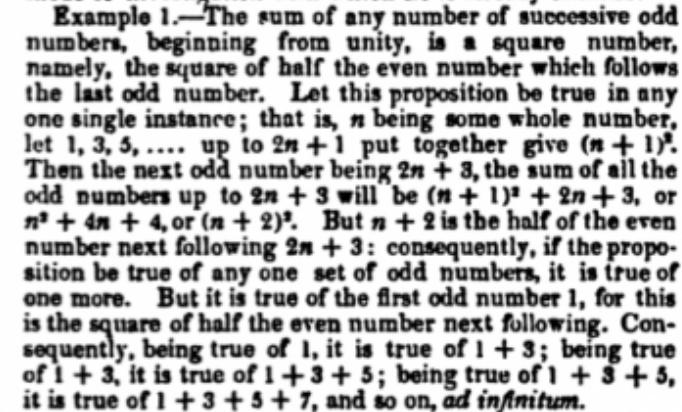 Example 1.—The sum of any number of successive odd
numbers, beginning from unity, is a square number,
namely, the square of half the even number which follows
the last odd number. Let this proposition be true in any
one single instance; that is, n being some whole number,
let 1, 3, 5, .... up to 2n + 1 put together give (n + 1)².
Then the next odd number being 2n + 3, the sum of all the
odd numbers up to 2n + 3 will be (n + 1)² + 2n + 3, or
n² + 4n + 4, or (n + 2)². But n + 2 is the half of the even
number next following 2n + 3: consequently, if the propo-
sition be true of any one set of odd numbers, it is true of
one more. But it is true of the first odd number 1, for this
is the square of half the even number next following. Con-
sequently, being true of 1, it is true of 1 + 3; being true
of 1 + 3, it is true of 1 + 3 + 5; being true of 1 + 3 + 5,
it is true of 1 + 3 + 5 + 7, and so on, ad infinitum.